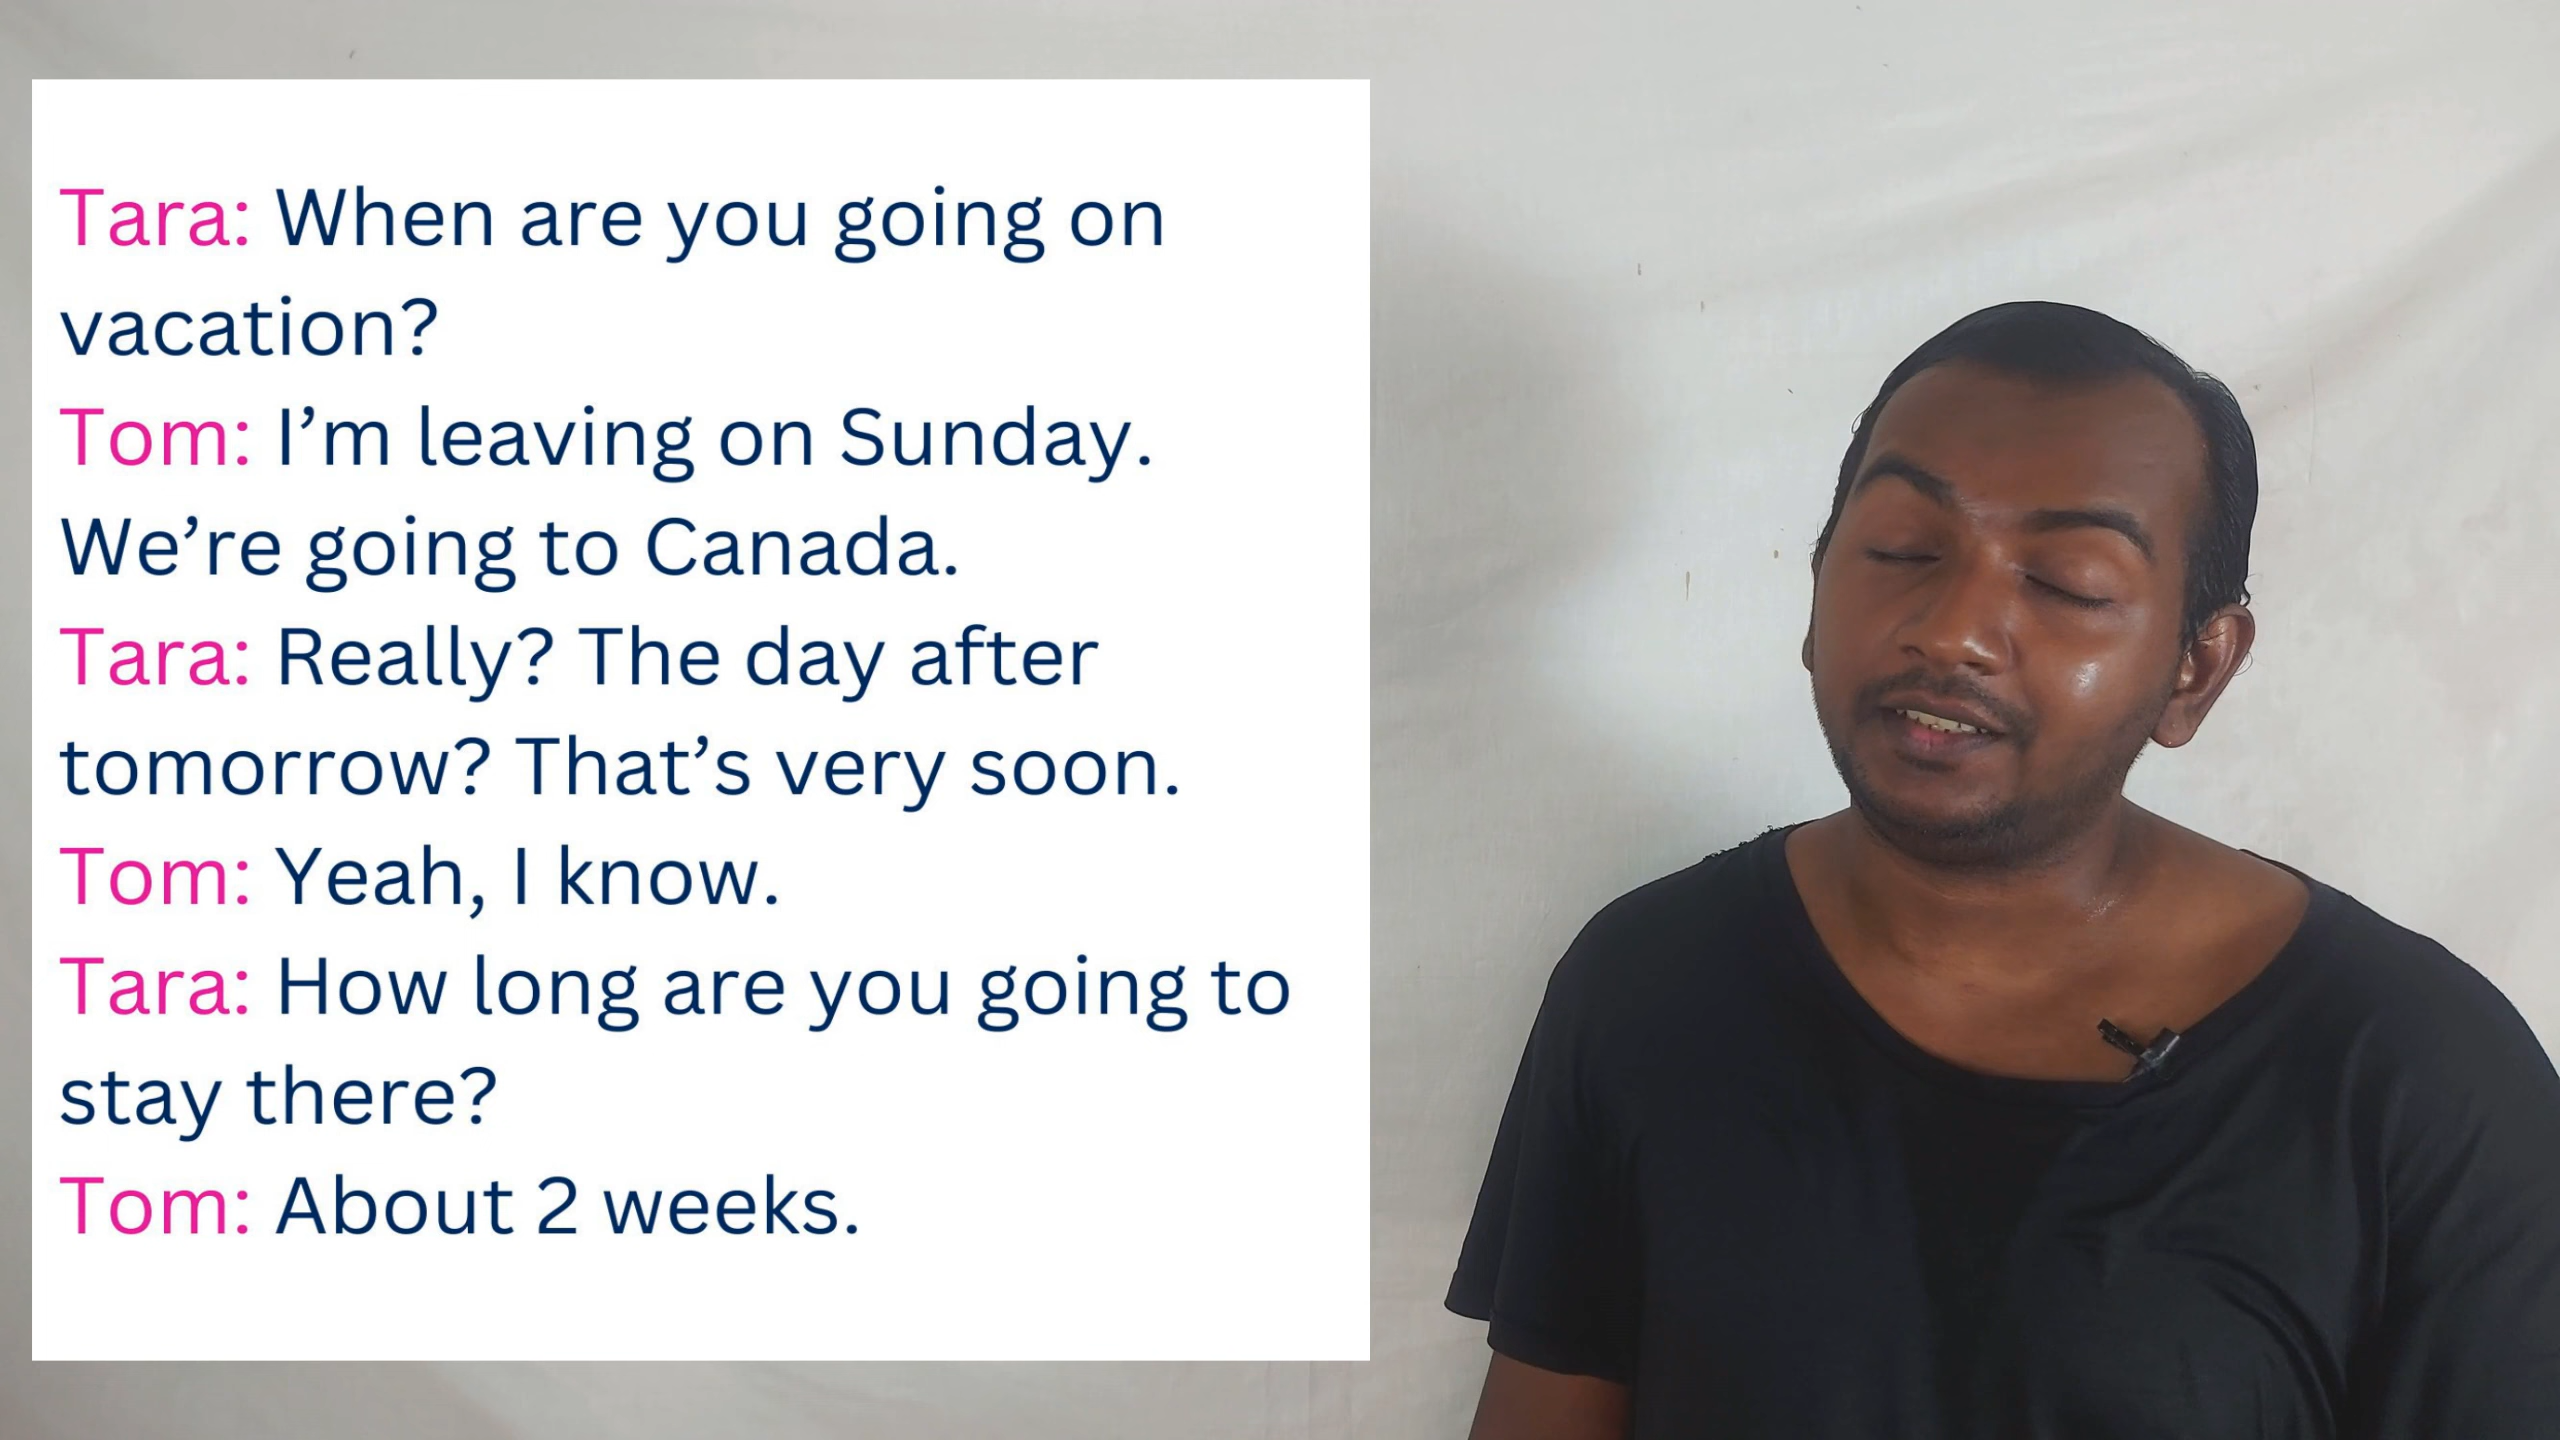 Tara: When are you going on
vacation?
Tom: I’m leaving on Sunday.
We’re going to Canada.
Tara: Really? The day after
tomorrow? That’s very soon.
Tom: Yeah, I know.
Tara: How long are you going to
stay there?
Tom: About 2 weeks.